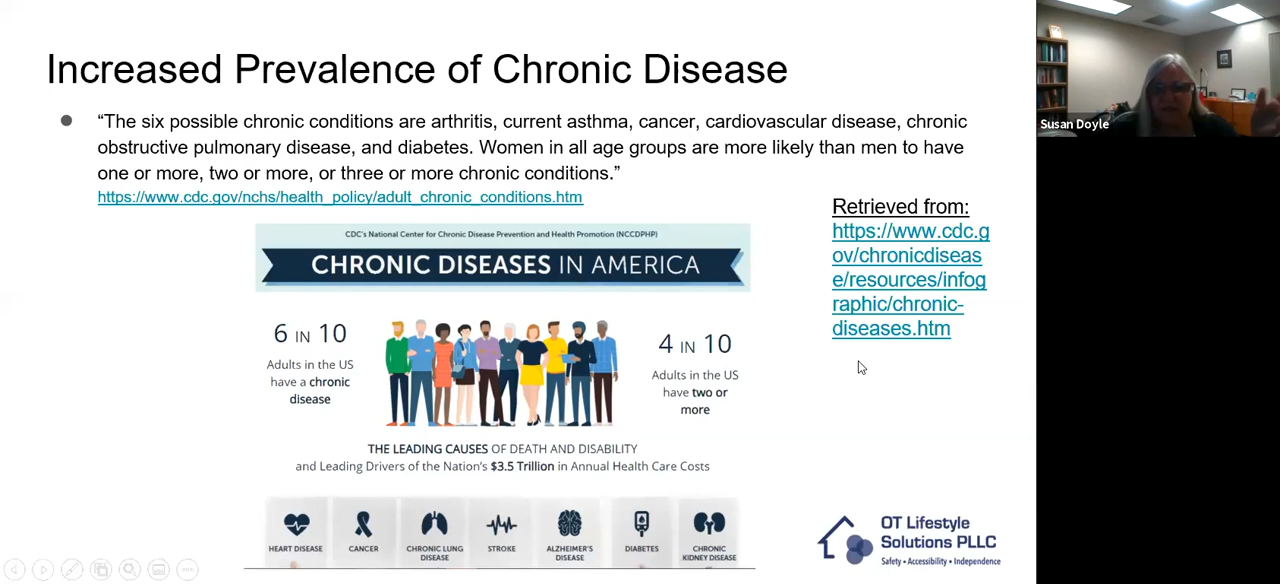 Increased Prevalence of Chronic Disease
“The six possible chronic conditions are arthritis, current asthma, cancer, cardiovascular disease, chronic
obstructive pulmonary disease, and diabetes. Women in all age groups are more likely than men to have
one or more, two or more, or three or more chronic conditions.”
https://www.cdc.gov/nchs/health_policy/adult_chronic_conditions.htm
Retrieved from:
https://www.cdc.g
ov/chronicdiseas
e/resources/infog
raphic/chronic-
diseases.htm
CDC's National Center for Chronic Disease Prevention and Health Promotion (NCCDPHP)
CHRONIC DISEASES IN AMERICA
6 IN 10
Adults in the US
have a chronic
disease
4 IN 10
Adults in the US
have two or
more
THE LEADING CAUSES OF DEATH AND DISABILITY
and Leading Drivers of the Nation's $3.5 Trillion in Annual Health Care Costs
HEART DISEASE
CANCER
CHRONIC LUNG
DISEASE
STROKE
ALZHEIMER'S
DISEASE
DIABETES
CHRONIC
KIDNEY DISEASE
OT Lifestyle
Solutions PLLC
Safety • Accessibility • Independence
Susan Doyle